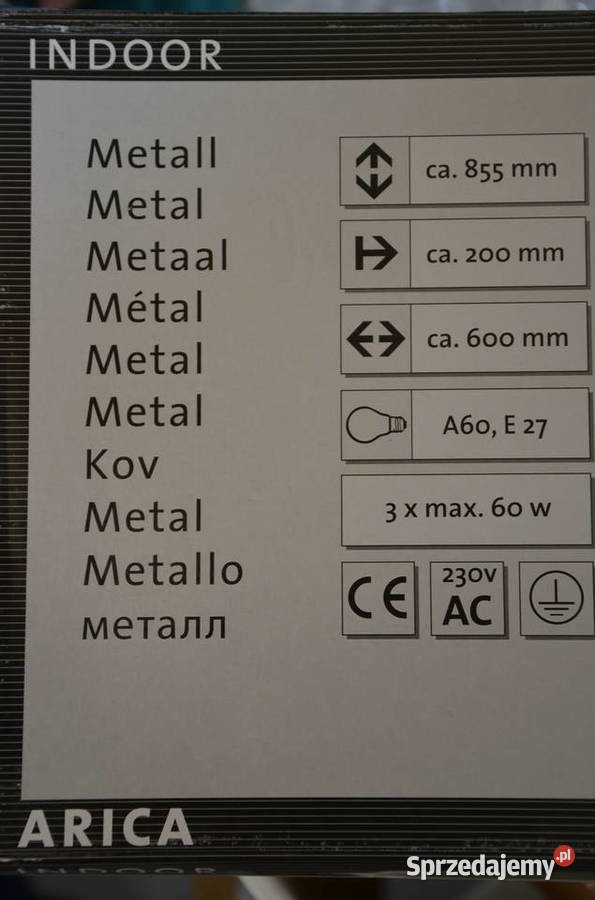 INDOOR
Metall
Metal
Metaal
Métal
Metal
Metal
Kov
Metal
Metallo
металл
ca. 855 mm
ca. 200 mm
ca. 600 mm
A60, E 27
3 x max. 60 w
CE
230V
AC
ARICA
INDOOR
Sprzedajemy.pl